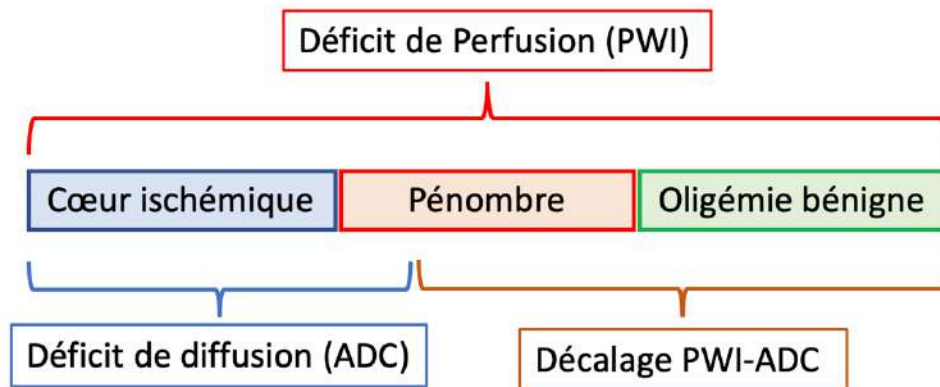 Déficit de Perfusion (PWI)
Cœur ischémique
Pénombre
Oligémie bénigne
Déficit de diffusion (ADC)
Décalage PWI-ADC